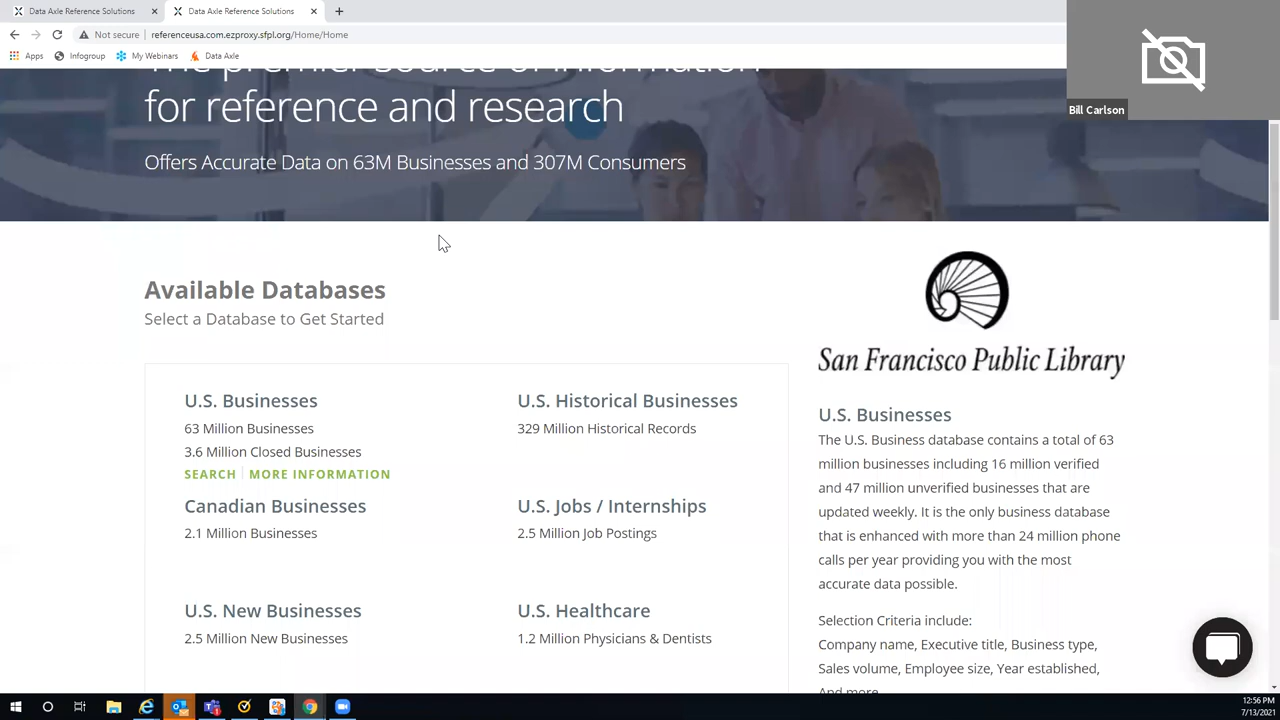 Data Axle Reference Solutions
Data Axle Reference Solutions
Not secure
referenceusa.com.ezproxy.sfpl.org/Home/Home
Apps
Infogroup
My Webinars
Data Axle
Bill Carlson
The premier source of information
for reference and research
Offers Accurate Data on 63M Businesses and 307M Consumers
Available Databases
Select a Database to Get Started
U.S. Businesses
63 Million Businesses
3.6 Million Closed Businesses
SEARCH
MORE INFORMATION
U.S. Historical Businesses
329 Million Historical Records
Canadian Businesses
2.1 Million Businesses
U.S. Jobs / Internships
2.5 Million Job Postings
U.S. New Businesses
2.5 Million New Businesses
U.S. Healthcare
1.2 Million Physicians & Dentists
San Francisco Public Library
U.S. Businesses
The U.S. Business database contains a total of 63
million businesses including 16 million verified
and 47 million unverified businesses that are
updated weekly. It is the only business database
that is enhanced with more than 24 million phone
calls per year providing you with the most
accurate data possible.
Selection Criteria include:
Company name, Executive title, Business type,
Sales volume, Employee size, Year established,
And more
12:56 PM
7/13/2021